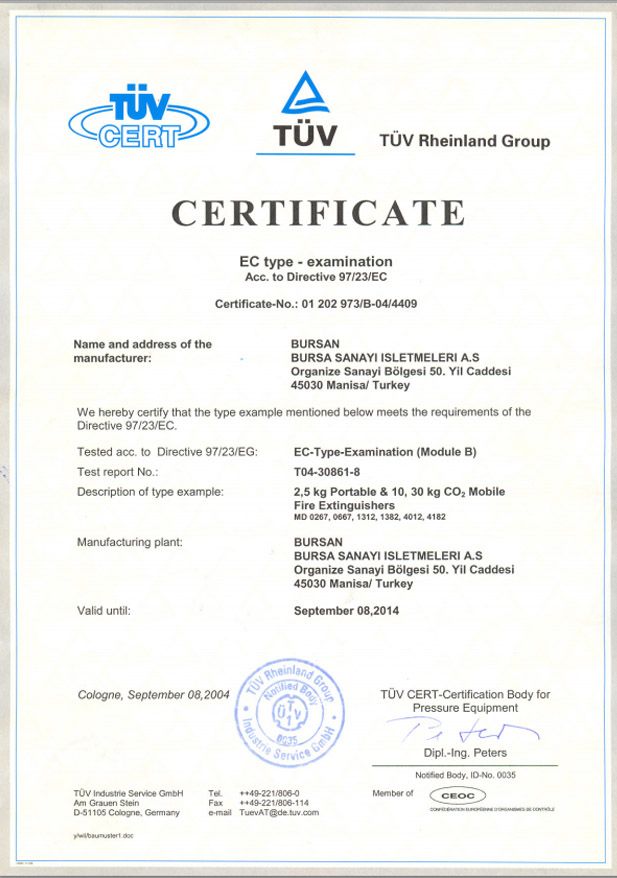 TÜV
CERT
TÜV
TÜV Rheinland Group
CERTIFICATE
EC type - examination
Acc. to Directive 97/23/EC
Certificate-No.: 01 202 973/B-04/4409
Name and address of the manufacturer:
BURSAN
BURSA SANAYI ISLETMELERI A.S
Organize Sanayi Bölgesi 50. Yil Caddesi
45030 Manisa/ Turkey
We hereby certify that the type example mentioned below meets the requirements of the
Directive 97/23/EC.
Tested acc. to Directive 97/23/EG: EC-Type-Examination (Module B)
Test report No.: T04-30861-8
Description of type example: 2,5 kg Portable & 10, 30 kg CO₂ Mobile
Fire Extinguishers
MD 0267, 0667, 1312, 1382, 4012, 4182
Manufacturing plant: BURSAN
BURSA SANAYI ISLETMELERI A.S
Organize Sanayi Bölgesi 50. Yil Caddesi
45030 Manisa/ Turkey
Valid until: September 08,2014
Cologne, September 08,2004
TÜV Rheinland Group
Notified Body
TÜV
0035
Industrie Service GmbH
TÜV CERT-Certification Body for
Pressure Equipment
Peters
Dipl.-Ing. Peters
Notified Body, ID-No. 0035
TÜV Industrie Service GmbH
Am Grauen Stein
D-51105 Cologne, Germany
Tel. ++49-221/806-0
Fax ++49-221/806-114
e-mail TuevAT@de.tuv.com
Member of CEOC
CONFÉDÉRATION EUROPÉENNE D'ORGANISMES DE CONTRÔLE
y/wil/baumuster1.doc